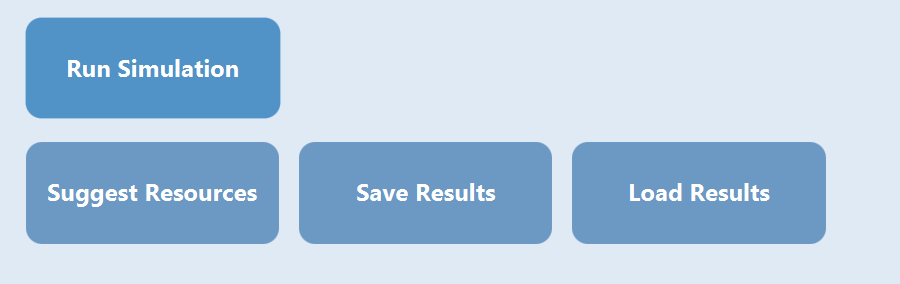 Run Simulation
Suggest Resources
Save Results
Load Results